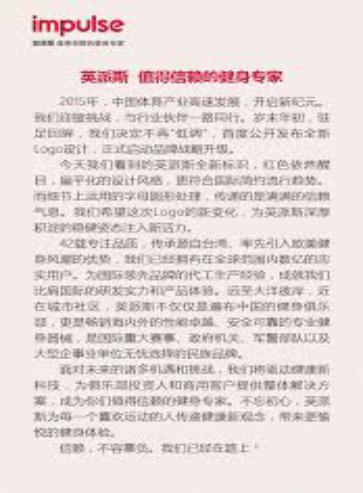 impulse
英派斯 值得信赖的健身专家
英派斯 值得信赖的健身专家
2015年，中国体育产业高速发展，开启新纪元。
我们迎接挑战，与行业伙伴一路同行。岁末年初，驻
足回眸，我们决定不再“低调”，首度公开发布全新
Logo设计，正式启动品牌战略升级。
今天我们看到的英派斯全新标识，红色依然醒
目，扁平化的设计风格，更符合国际简约流行趋势。
而细节上运用的字母圆形处理，传递的是满满的信赖
气息。我们希望这次Logo的新变化，为英派斯深厚
积淀的稳健姿态注入新活力。
42载专注品质，传承源自台湾、率先引入欧美健
身风潮的优势，我们已经拥有在全球范围内数亿的忠
实用户。为国际领先品牌的代工生产经验，成就我们
比肩国际的研发实力和产品体验。远至大洋彼岸，近
在城市社区，英派斯不仅仅是遍布中国的健身俱乐
部，更是畅销海内外的性能卓越、安全可靠的专业健
身器械，是国际重大赛事、政府机关、军警部队以及
大型企事业单位无忧选择的民族品牌。
面对未来的诸多机遇和挑战，我们将驱动健康新
科技，为俱乐部投资人和商用客户提供整体解决方
案，成为你们值得信赖的健身专家。不忘初心，英派
斯为每一个喜欢运动的人传递健康新观念，带来更愉
悦的健身体验。
信赖，不容辜负。我们已经在路上！